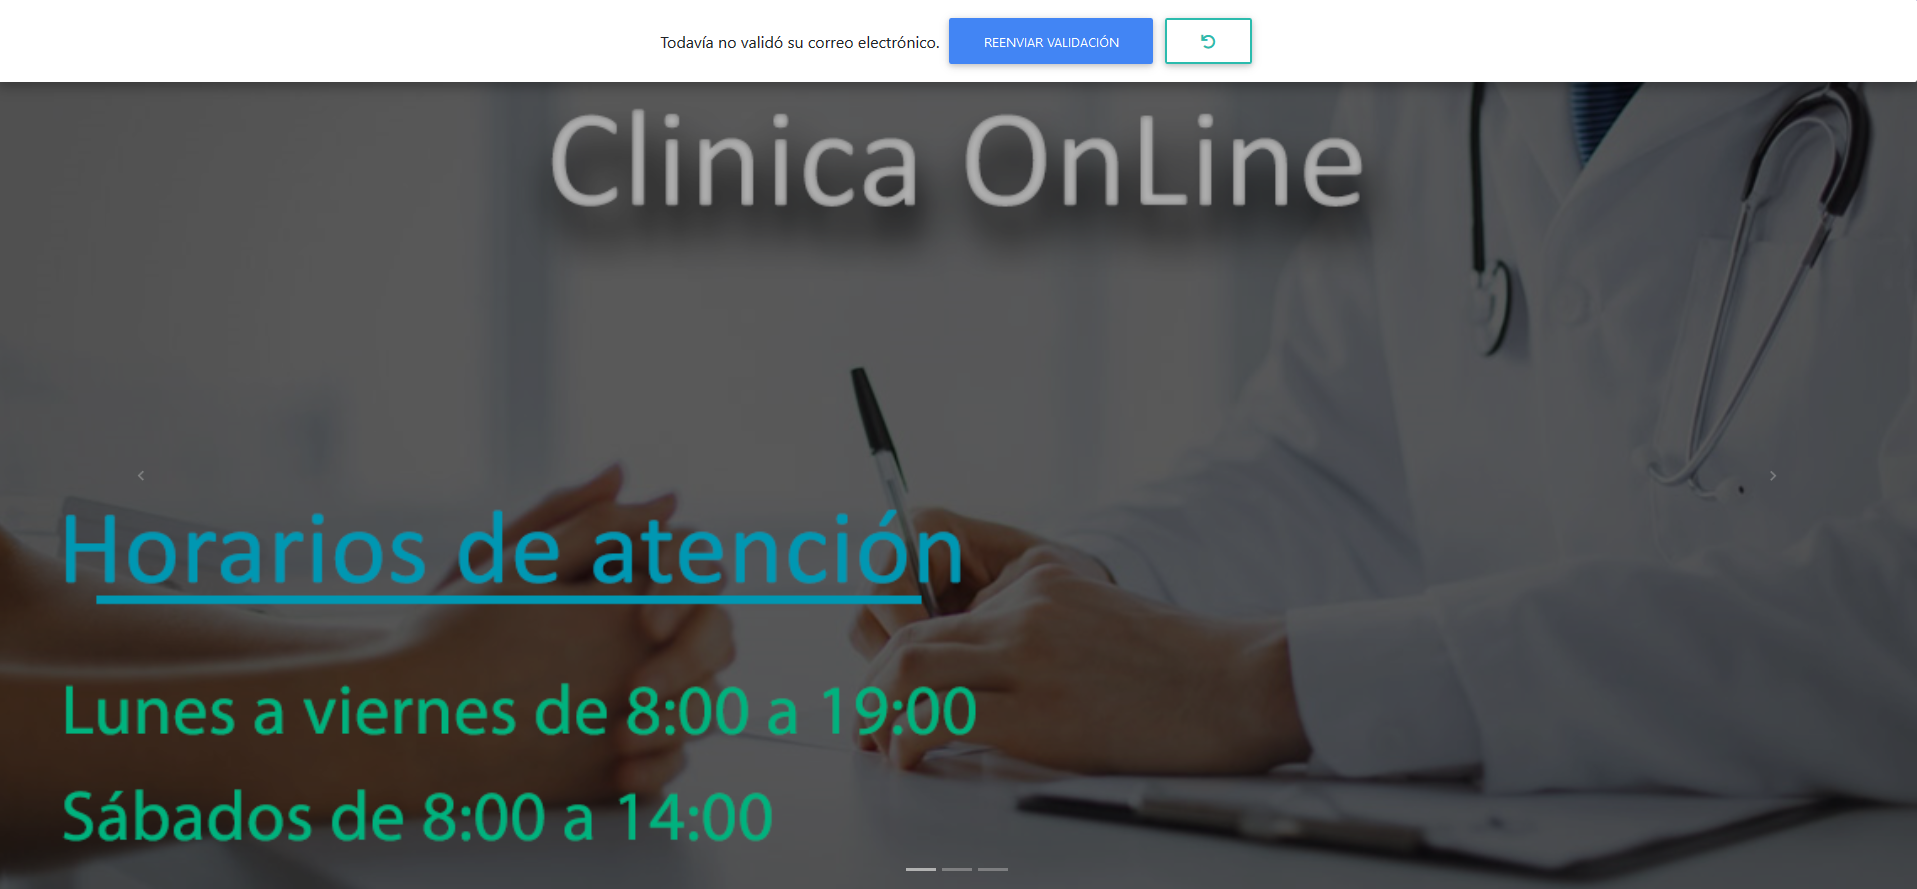 Todavía no validó su correo electrónico. REENVIAR VALIDACIÓN
Clinica OnLine
Horarios de atención
Lunes a viernes de 8:00 a 19:00
Sábados de 8:00 a 14:00